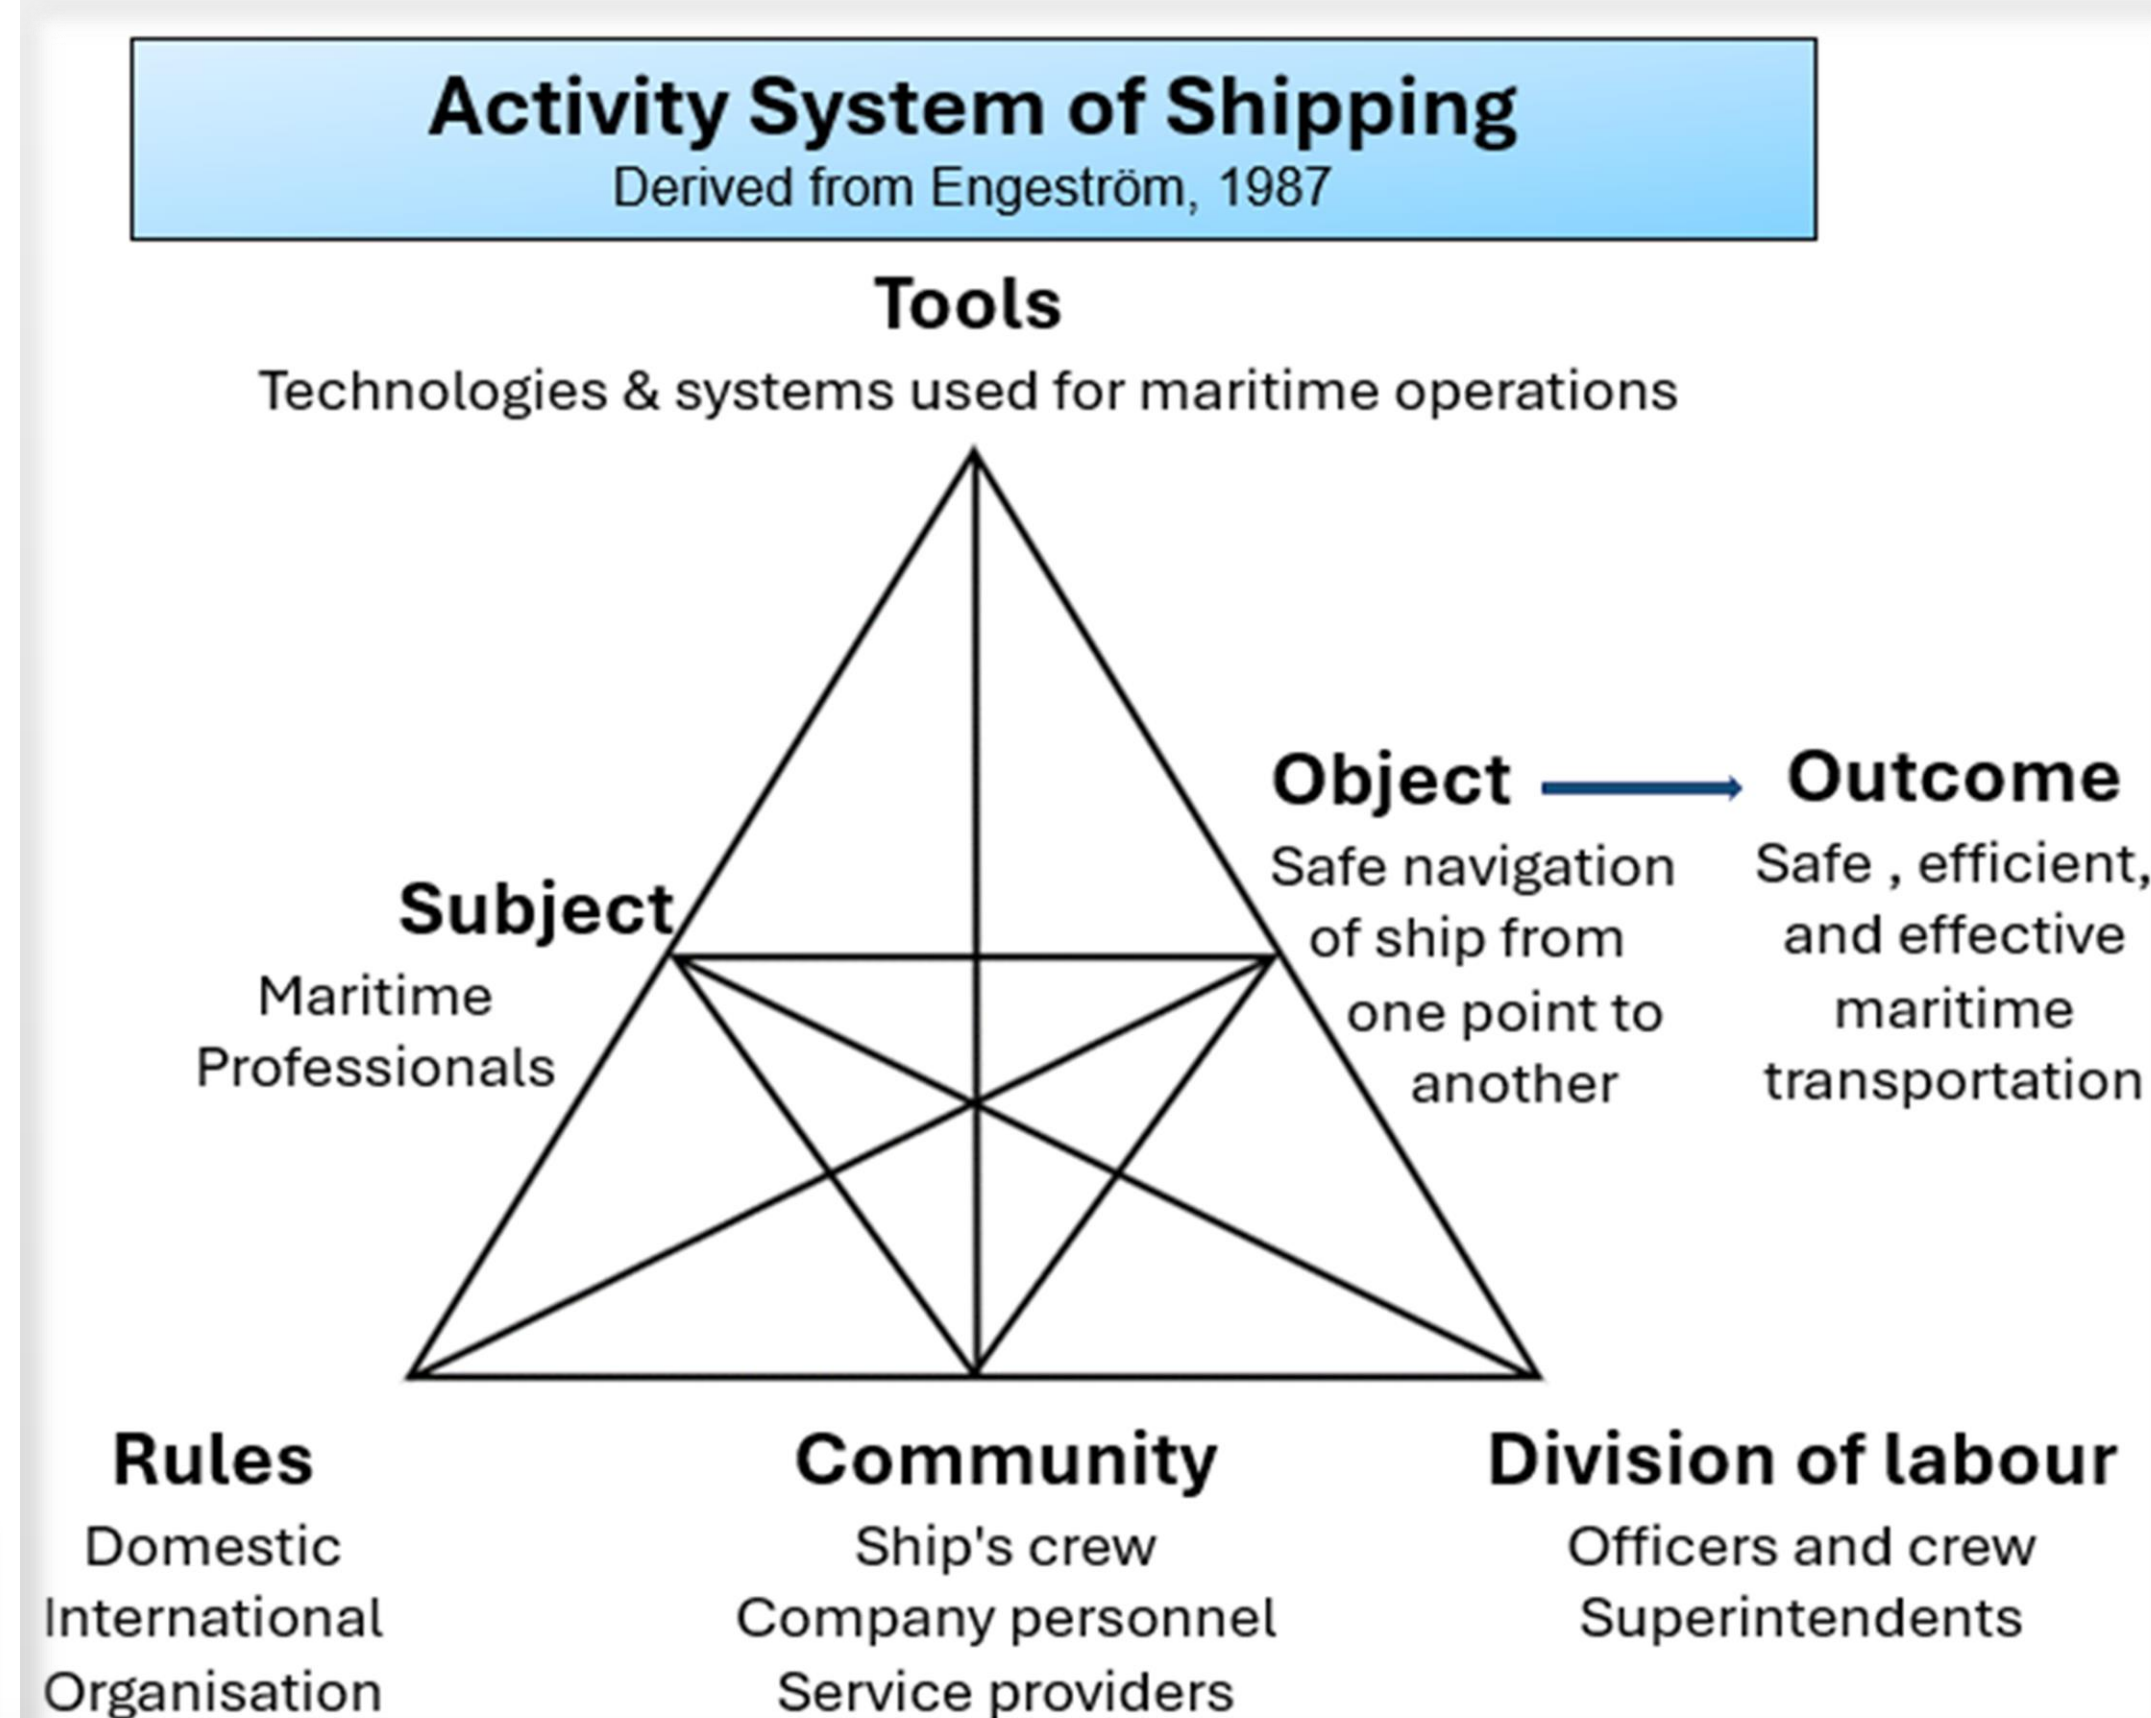 Activity System of Shipping
Derived from Engeström, 1987
Tools
Technologies & systems used for maritime operations
Subject
Maritime
Professionals
Object
Safe navigation
of ship from
one point to
another
Outcome
Safe , efficient,
and effective
maritime
transportation
Rules
Domestic
International
Organisation
Community
Ship's crew
Company personnel
Service providers
Division of labour
Officers and crew
Superintendents